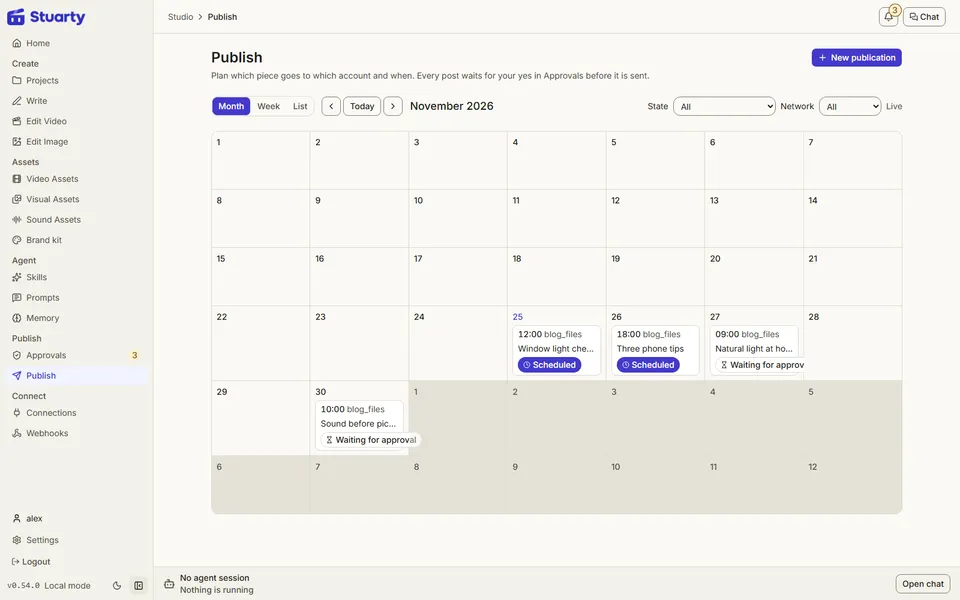 Stuarty
Studio > Publish
3
Chat
Home
Create
Projects
Write
Edit Video
Edit Image
Assets
Video Assets
Visual Assets
Sound Assets
Brand kit
Agent
Skills
Prompts
Memory
Publish
Approvals 3
Publish
Connect
Connections
Webhooks
alex
Settings
Logout
v0.54.0 Local mode
Publish
Plan which piece goes to which account and when. Every post waits for your yes in Approvals before it is sent.
+ New publication
Month Week List < Today > November 2026
State All Network All Live
1 2 3 4 5 6 7
8 9 10 11 12 13 14
15 16 17 18 19 20 21
22 23 24 25 26 27 28
12:00 blog_files
Window light che...
Scheduled
18:00 blog_files
Three phone tips
Scheduled
09:00 blog_files
Natural light at ho...
Waiting for approv
29 30 1 2 3 4 5
10:00 blog_files
Sound before pic...
Waiting for approval
6 7 8 9 10 11 12
No agent session
Nothing is running
Open chat